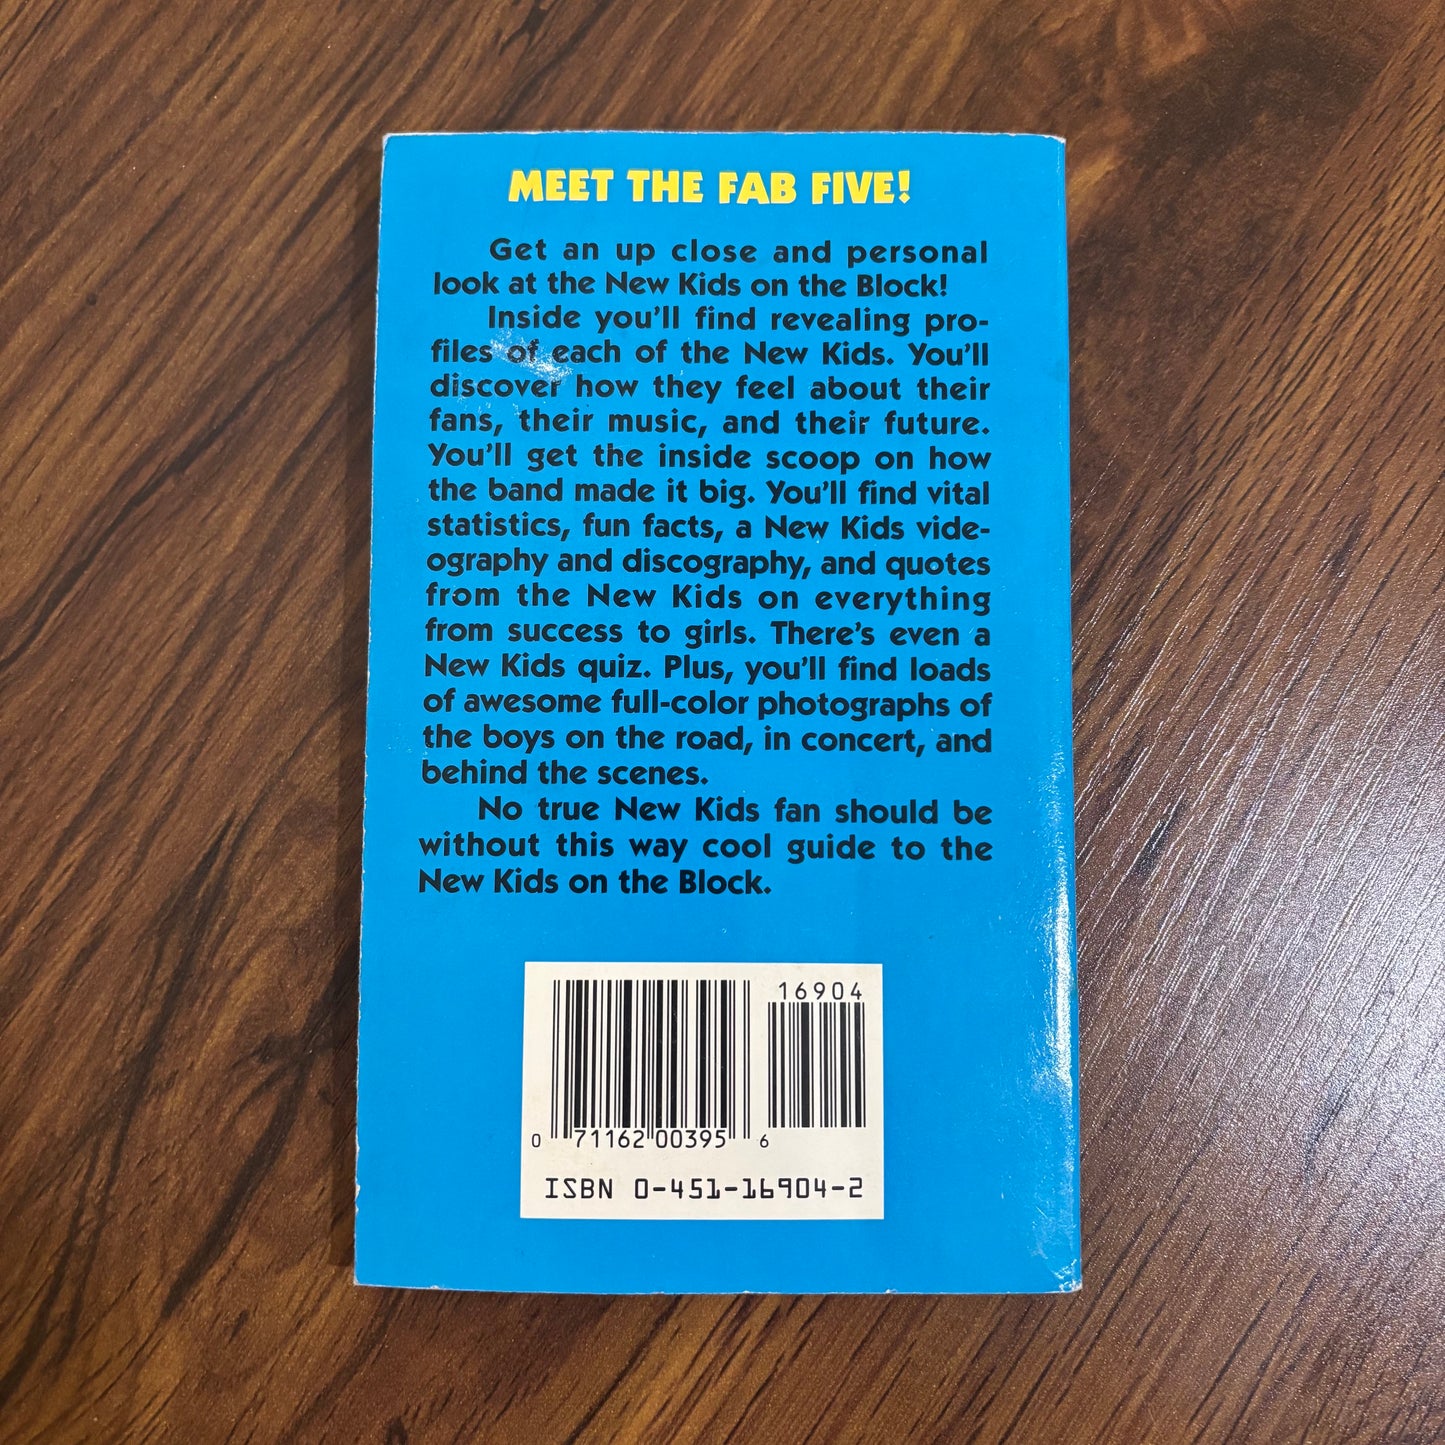 MEET THE FAB FIVE!
Get an up close and personal
look at the New Kids on the Block!
Inside you'll find revealing pro-
files of each of the New Kids. You'll
discover how they feel about their
fans, their music, and their future.
You'll get the inside scoop on how
the band made it big. You'll find vital
statistics, fun facts, a New Kids vide-
ography and discography, and quotes
from the New Kids on everything
from success to girls. There's even a
New Kids quiz. Plus, you'll find loads
of awesome full-color photographs of
the boys on the road, in concert, and
behind the scenes.
No true New Kids fan should be
without this way cool guide to the
New Kids on the Block.
16904
0 71162 00395 6
ISBN 0-451-16904-2